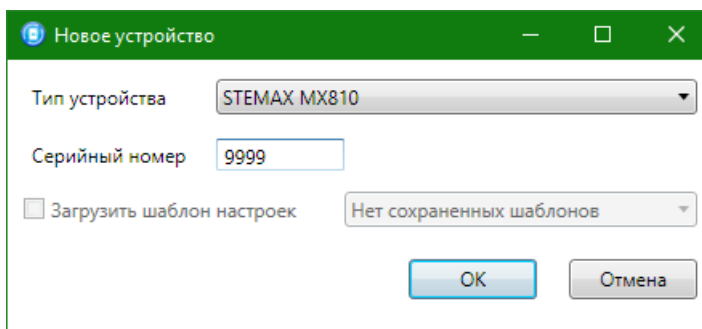 Новое устройство
Тип устройства STEMAX MX810
Серийный номер 9999
Загрузить шаблон настроек Нет сохраненных шаблонов
OK Отмена